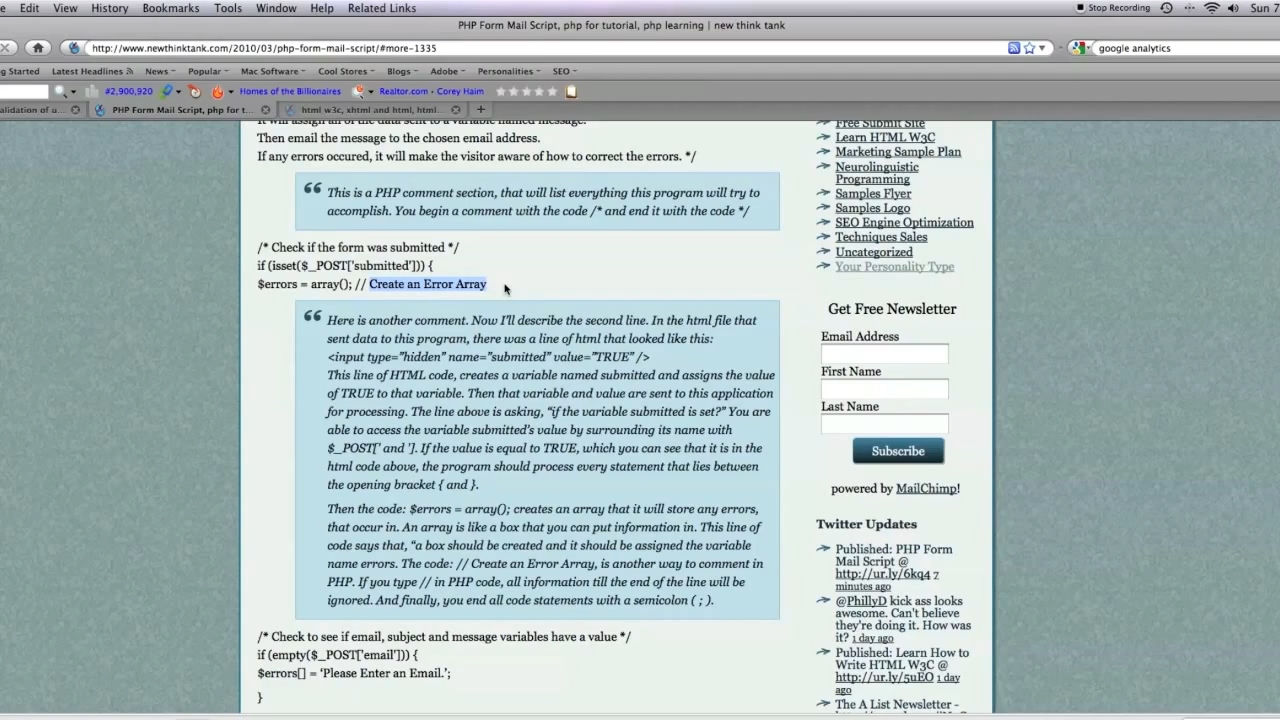 Edit View History Bookmarks Tools Window Help Related Links Stop Recording Sun 7
PHP Form Mail Script, php for tutorial, php learning | new think tank
http://www.newthinktank.com/2010/03/php-form-mail-script/#more-1335 google analytics
g Started Latest Headlines News Popular Mac Software Cool Stores Blogs Adobe Personalities SEO
#2,900,920 Homes of the Billionaires Realtor.com - Corey Haim
alidation of u... PHP Form Mail Script, php for t... html w3c, xhtml and html, html...
It will assign all of the data sent to a variable named message.
Then email the message to the chosen email address.
If any errors occured, it will make the visitor aware of how to correct the errors. */
This is a PHP comment section, that will list everything this program will try to
accomplish. You begin a comment with the code /* and end it with the code */
/* Check if the form was submitted */
if (isset($_POST['submitted'])) {
$errors = array(); // Create an Error Array
Here is another comment. Now I'll describe the second line. In the html file that
sent data to this program, there was a line of html that looked like this:
<input type="hidden" name="submitted" value="TRUE" />
This line of HTML code, creates a variable named submitted and assigns the value
of TRUE to that variable. Then that variable and value are sent to this application
for processing. The line above is asking, “if the variable submitted is set?” You are
able to access the variable submitted’s value by surrounding its name with
$_POST[‘ and ‘]. If the value is equal to TRUE, which you can see that it is in the
html code above, the program should process every statement that lies between
the opening bracket { and }.
Then the code: $errors = array(); creates an array that it will store any errors,
that occur in. An array is like a box that you can put information in. This line of
code says that, “a box should be created and it should be assigned the variable
name errors. The code: // Create an Error Array, is another way to comment in
PHP. If you type // in PHP code, all information till the end of the line will be
ignored. And finally, you end all code statements with a semicolon ( ; ).
/* Check to see if email, subject and message variables have a value */
if (empty($_POST['email'])) {
$errors[] = ‘Please Enter an Email.’;
}
Free Submit Site
Learn HTML W3C
Marketing Sample Plan
Neurolinguistic
Programming
Samples Flyer
Samples Logo
SEO Engine Optimization
Techniques Sales
Uncategorized
Your Personality Type
Get Free Newsletter
Email Address
First Name
Last Name
Subscribe
powered by MailChimp!
Twitter Updates
Published: PHP Form
Mail Script @
http://ur.ly/6kq4 7
minutes ago
@PhillyD kick ass looks
awesome. Can't believe
they're doing it. How was
it? 1 day ago
Published: Learn How to
Write HTML W3C @
http://ur.ly/5uEO 1 day
ago
The A List Newsletter -